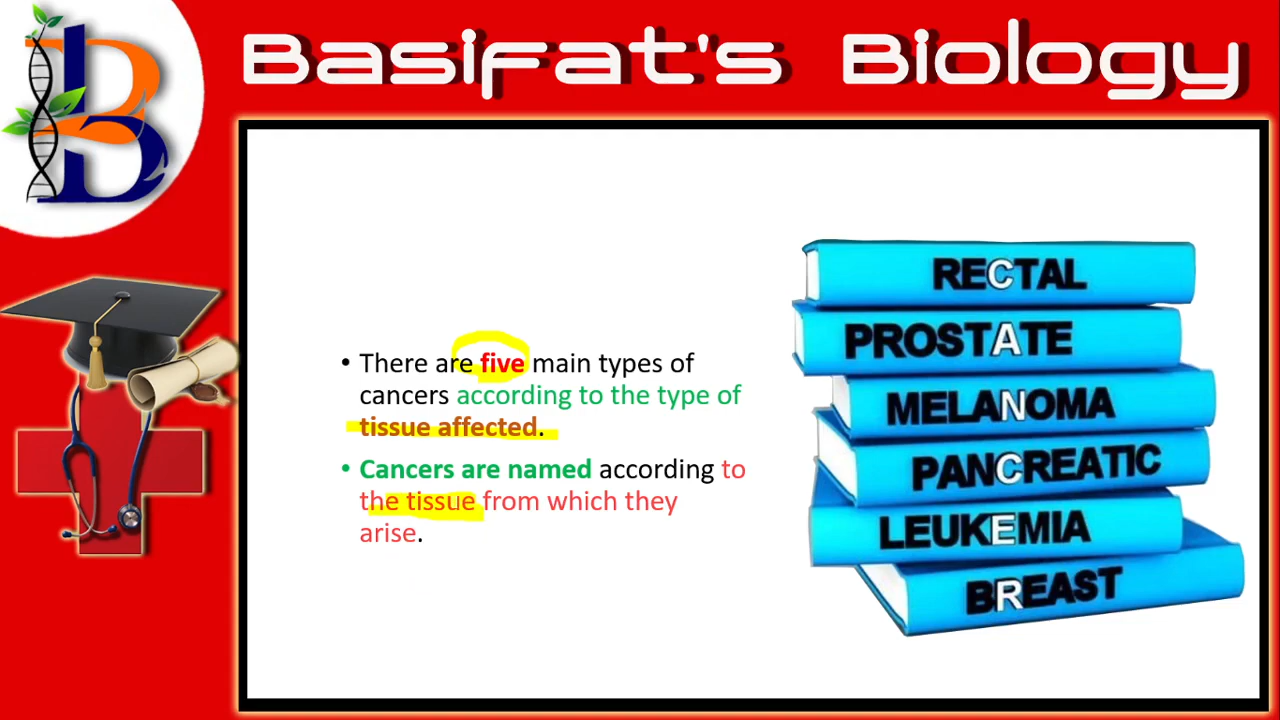 Basifat's Biology
• There are five main types of
cancers according to the type of
tissue affected.
• Cancers are named according to
the tissue from which they
arise.
RECTAL
PROSTATE
MELANOMA
PANCREATIC
LEUKEMIA
BREAST